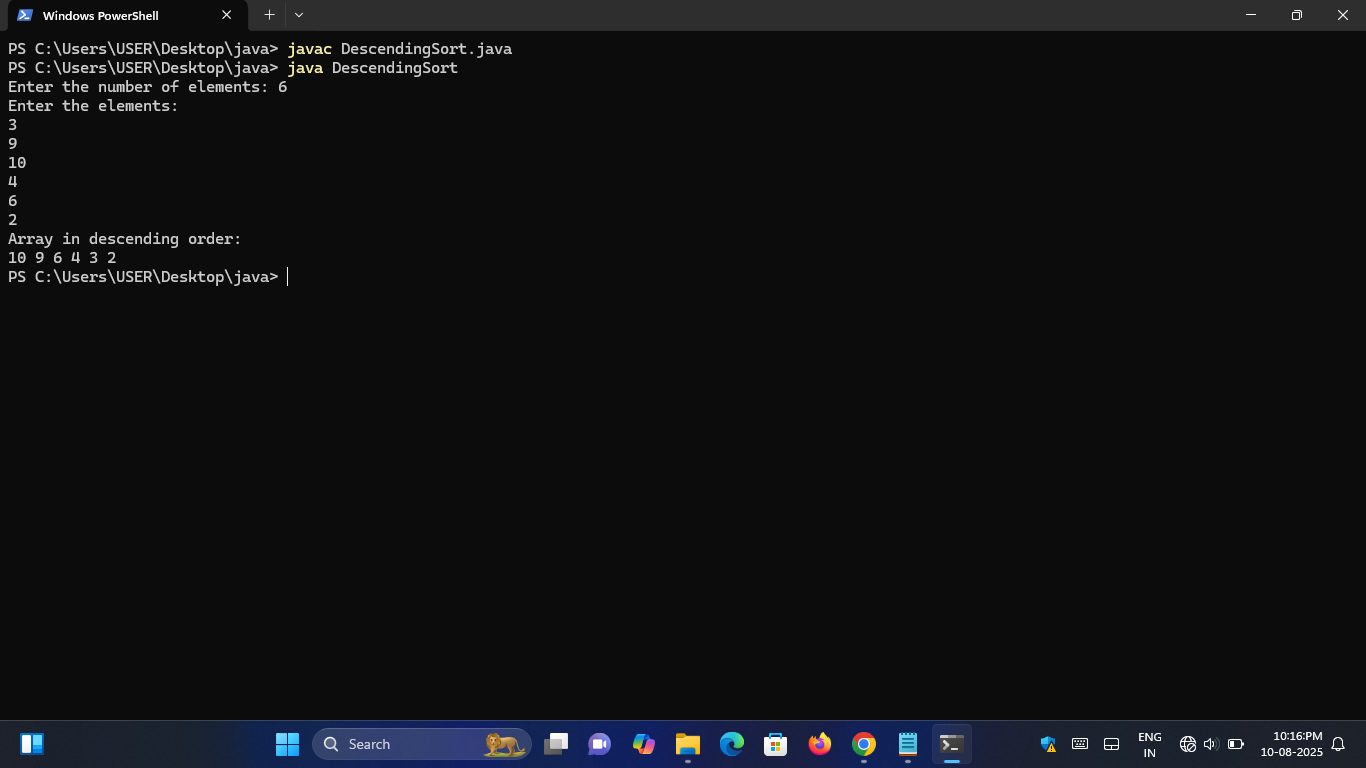 Windows PowerShell
PS C:\Users\USER\Desktop\java> javac DescendingSort.java
PS C:\Users\USER\Desktop\java> java DescendingSort
Enter the number of elements: 6
Enter the elements:
3
9
10
4
6
2
Array in descending order:
10 9 6 4 3 2
PS C:\Users\USER\Desktop\java>
Search
ENG
IN
10:16:PM
10-08-2025